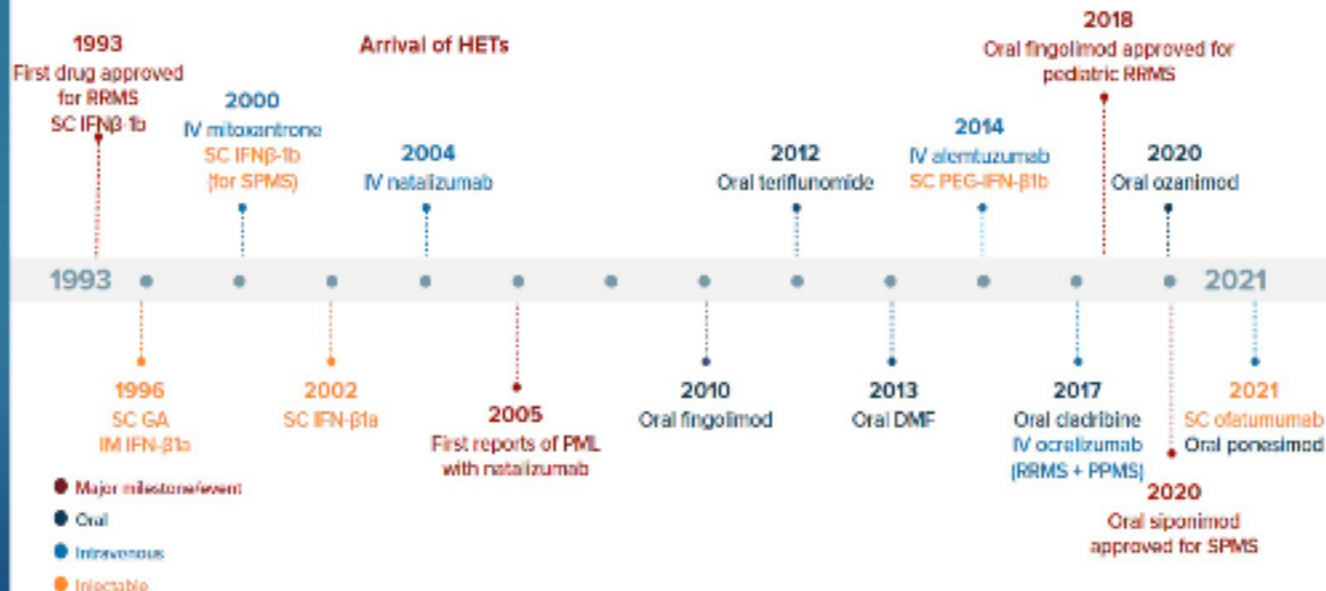 1993
First drug approved
for RRMS
SC IFNβ-1b
Arrival of HETs
2000
IV mitoxantrone
SC IFNβ-1b
(for SPMS)
2004
IV natalizumab
2012
Oral teriflunomide
2014
IV alemtuzumab
SC PEG-IFN-β1b
2018
Oral fingolimod approved for
pediatric RRMS
2020
Oral ozanimod
1993
2021
1996
SC GA
IM IFN-β1a
2002
SC IFN-β1a
2005
First reports of PML
with natalizumab
2010
Oral fingolimod
2013
Oral DMF
2017
Oral cladribine
IV ocrelizumab
(RRMS + PPMS)
2021
SC ofatumumab
Oral ponesimod
2020
Oral siponimod
approved for SPMS
Major milestone/event
Oral
Intravenous
Injectable